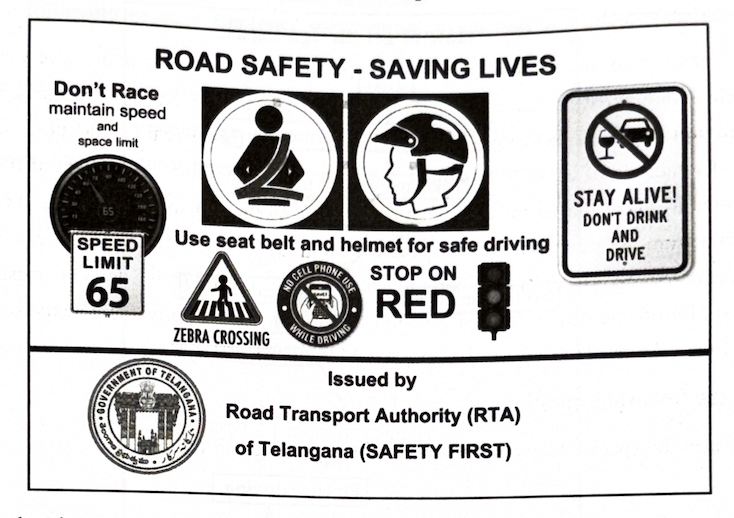 ROAD SAFETY - SAVING LIVES
Don't Race
maintain speed
and
space limit
65
SPEED
LIMIT
65
Use seat belt and helmet for safe driving
STAY ALIVE!
DON'T DRINK
AND
DRIVE
ZEBRA CROSSING
NO CELL PHONE USE
WHILE DRIVING
STOP ON
RED
GOVERNMENT OF TELANGANA
Issued by
Road Transport Authority (RTA)
of Telangana (SAFETY FIRST)